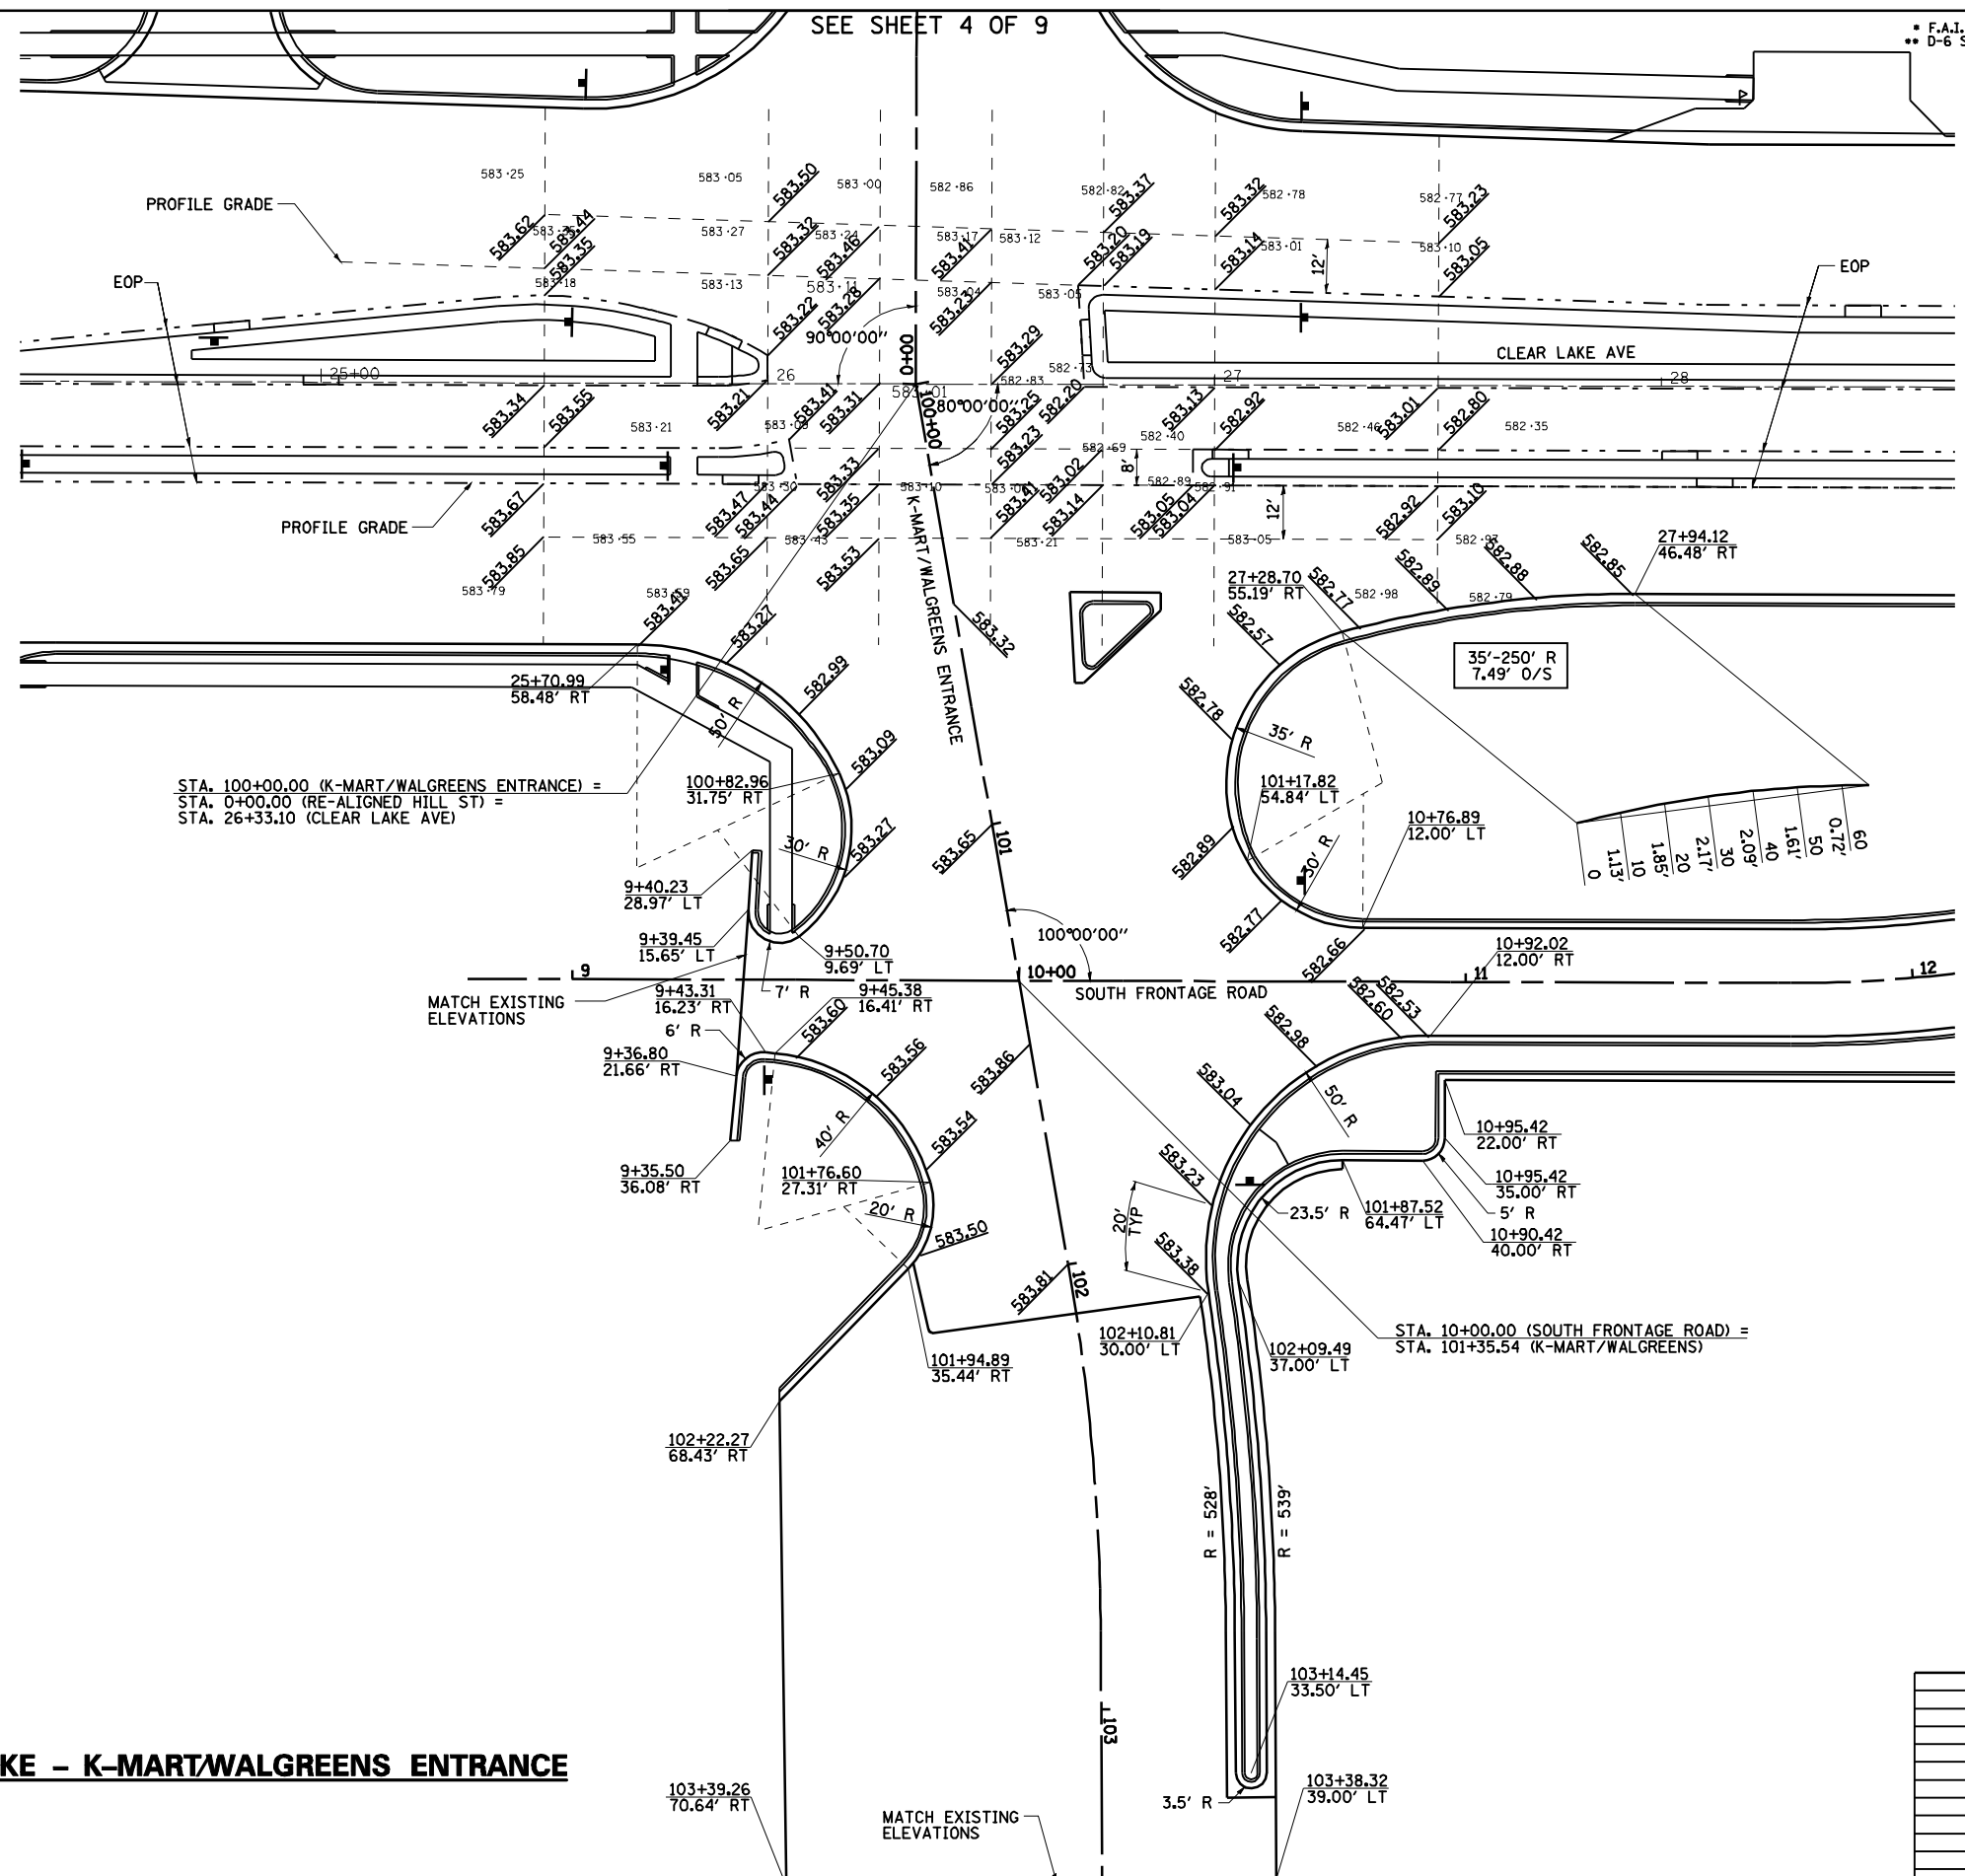 SEE SHEET 4 OF 9
* F.A.I.
** D-6 S
583.25
583.05
583.00
582.86
582.82
582.78
582.77
583.50
583.37
583.32
583.23
PROFILE GRADE
583.62
583.44
583.35
583.27
583.32
583.24
583.46
583.17
583.41
583.12
583.20
583.19
583.01
583.14
12'
583.10
583.05
EOP
EOP
583.18
583.13
583.11
583.28
583.04
583.23
583.05
583.22
90°00'00"
0+00
583.29
CLEAR LAKE AVE
25+00
26
583.01
582.83
582.73
27
28
583.34
583.55
583.21
583.21
583.09
583.41
583.31
100+00
80°00'00"
583.25
582.20
583.13
582.92
583.01
582.80
582.46
582.35
582.40
582.69
583.23
8'
583.30
583.33
583.10
583.02
582.89
582.91
PROFILE GRADE
583.67
583.47
583.44
583.35
583.41
583.14
583.05
583.04
12'
582.92
583.10
583.85
583.55
583.65
583.43
583.53
583.21
583.05
582.97
583.79
583.59
583.41
583.27
K-MART/WALGREENS ENTRANCE
583.32
27+28.70
55.19' RT
582.77
582.98
582.89
582.79
582.88
582.85
27+94.12
46.48' RT
582.57
35'-250' R
7.49' O/S
25+70.99
58.48' RT
582.99
50' R
582.78
35' R
583.09
STA. 100+00.00 (K-MART/WALGREENS ENTRANCE) =
STA. 0+00.00 (RE-ALIGNED HILL ST) =
STA. 26+33.10 (CLEAR LAKE AVE)
100+82.96
31.75' RT
101+17.82
54.84' LT
10+76.89
12.00' LT
583.65
101
583.27
30' R
582.89
30' R
0
1.13'
10
1.85'
20
2.17'
30
2.09'
40
1.61'
50
0.72'
60
9+40.23
28.97' LT
9+39.45
15.65' LT
9+50.70
9.69' LT
100°00'00"
582.77
582.66
10+92.02
12.00' RT
9
10+00
11
12
SOUTH FRONTAGE ROAD
MATCH EXISTING
ELEVATIONS
9+43.31
16.23' RT
7' R
9+45.38
16.41' RT
6' R
583.60
582.60
582.53
9+36.80
21.66' RT
583.56
583.86
582.98
583.04
50' R
40' R
583.54
583.23
10+95.42
22.00' RT
9+35.50
36.08' RT
101+76.60
27.31' RT
20' R
583.50
20'
TYP
23.5' R
101+87.52
64.47' LT
10+95.42
35.00' RT
5' R
10+90.42
40.00' RT
583.38
583.81
102
102+10.81
30.00' LT
102+09.49
37.00' LT
STA. 10+00.00 (SOUTH FRONTAGE ROAD) =
STA. 101+35.54 (K-MART/WALGREENS)
101+94.89
35.44' RT
102+22.27
68.43' RT
R = 528'
R = 539'
103+14.45
33.50' LT
103
KE – K–MART/WALGREENS ENTRANCE
103+39.26
70.64' RT
3.5' R
103+38.32
39.00' LT
MATCH EXISTING
ELEVATIONS